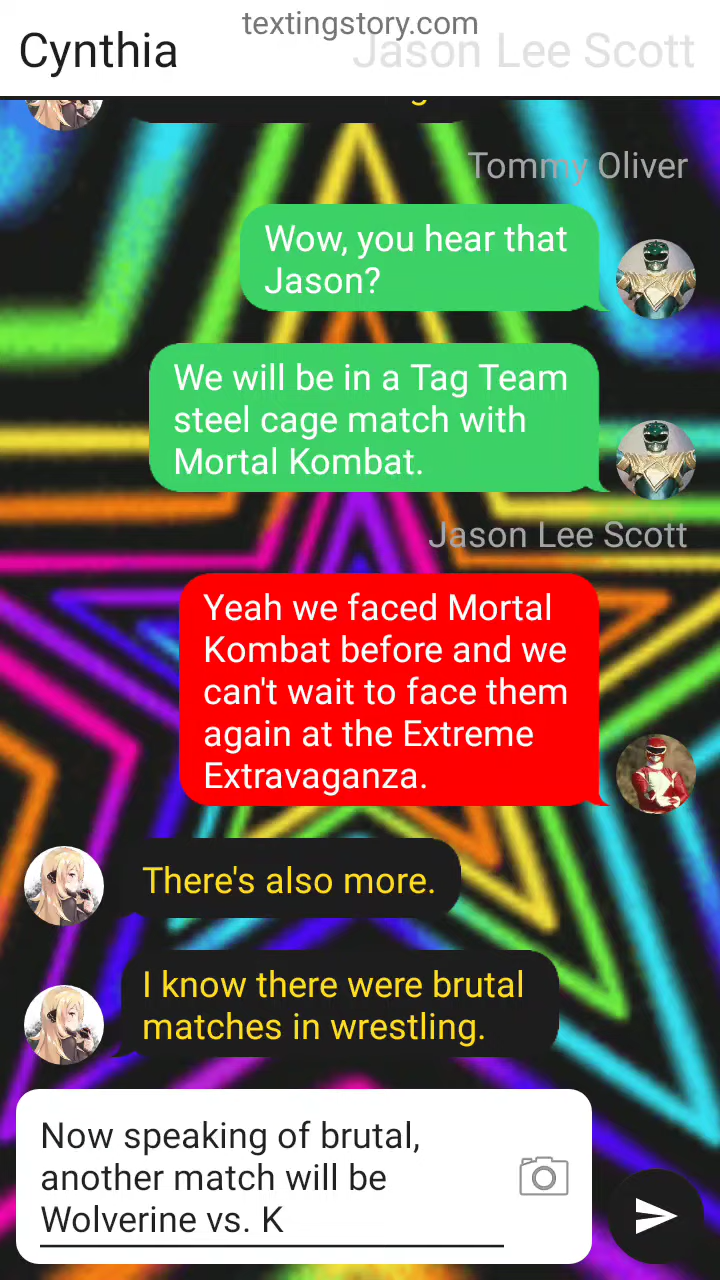 textingstory.com
Cynthia
Jason Lee Scott
Tommy Oliver
Wow, you hear that
Jason?
We will be in a Tag Team
steel cage match with
Mortal Kombat.
Jason Lee Scott
Yeah we faced Mortal
Kombat before and we
can't wait to face them
again at the Extreme
Extravaganza.
There's also more.
I know there were brutal
matches in wrestling.
Now speaking of brutal,
another match will be
Wolverine vs. K